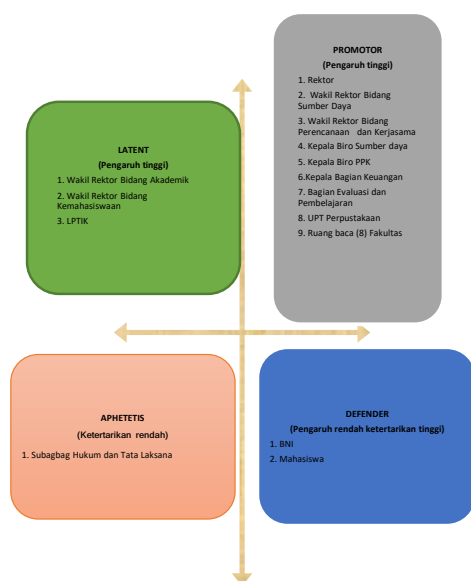 PROMOTOR
(Pengaruh tinggi)
1. Rektor
2. Wakil Rektor Bidang
Sumber Daya
3. Wakil Rektor Bidang
Perencanaan dan Kerjasama
4. Kepala Biro Sumber daya
5. Kepala Biro PPK
6.Kepala Bagian Keuangan
7. Bagian Evaluasi dan
Pembelajaran
8. UPT Perpustakaan
9. Ruang baca (8) Fakultas
LATENT
(Pengaruh tinggi)
1. Wakil Rektor Bidang Akademik
2. Wakil Rektor Bidang
Kemahasiswaan
3. LPTIK
APHETETIS
(Ketertarikan rendah)
1. Subagbag Hukum dan Tata Laksana
DEFENDER
(Pengaruh rendah ketertarikan tinggi)
1. BNI
2. Mahasiswa